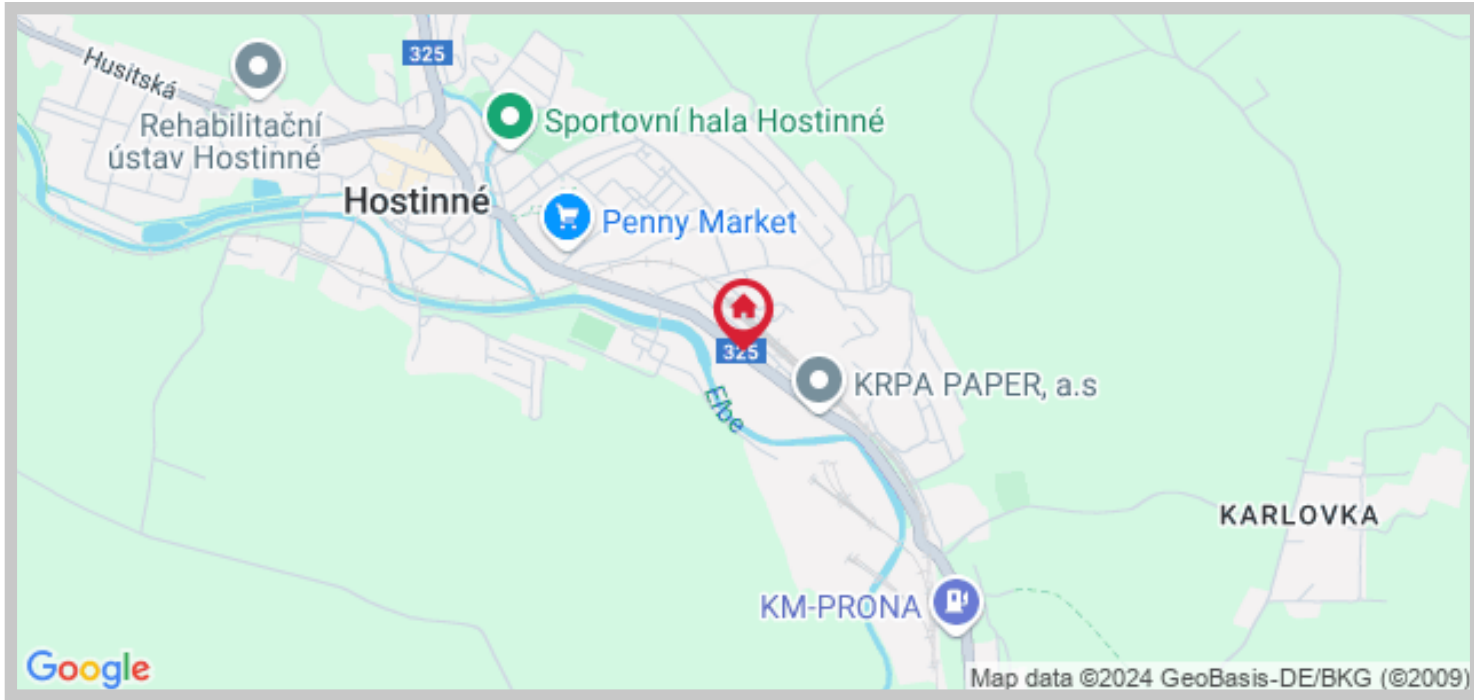 325
Husitská
Rehabilitační
ústav Hostinné
Sportovní hala Hostinné
Hostinné
Penny Market
325
KRPA PAPER, a.s
Elbe
KARLOVKA
KM-PRONA
Google
Map data ©2024 GeoBasis-DE/BKG (©2009)